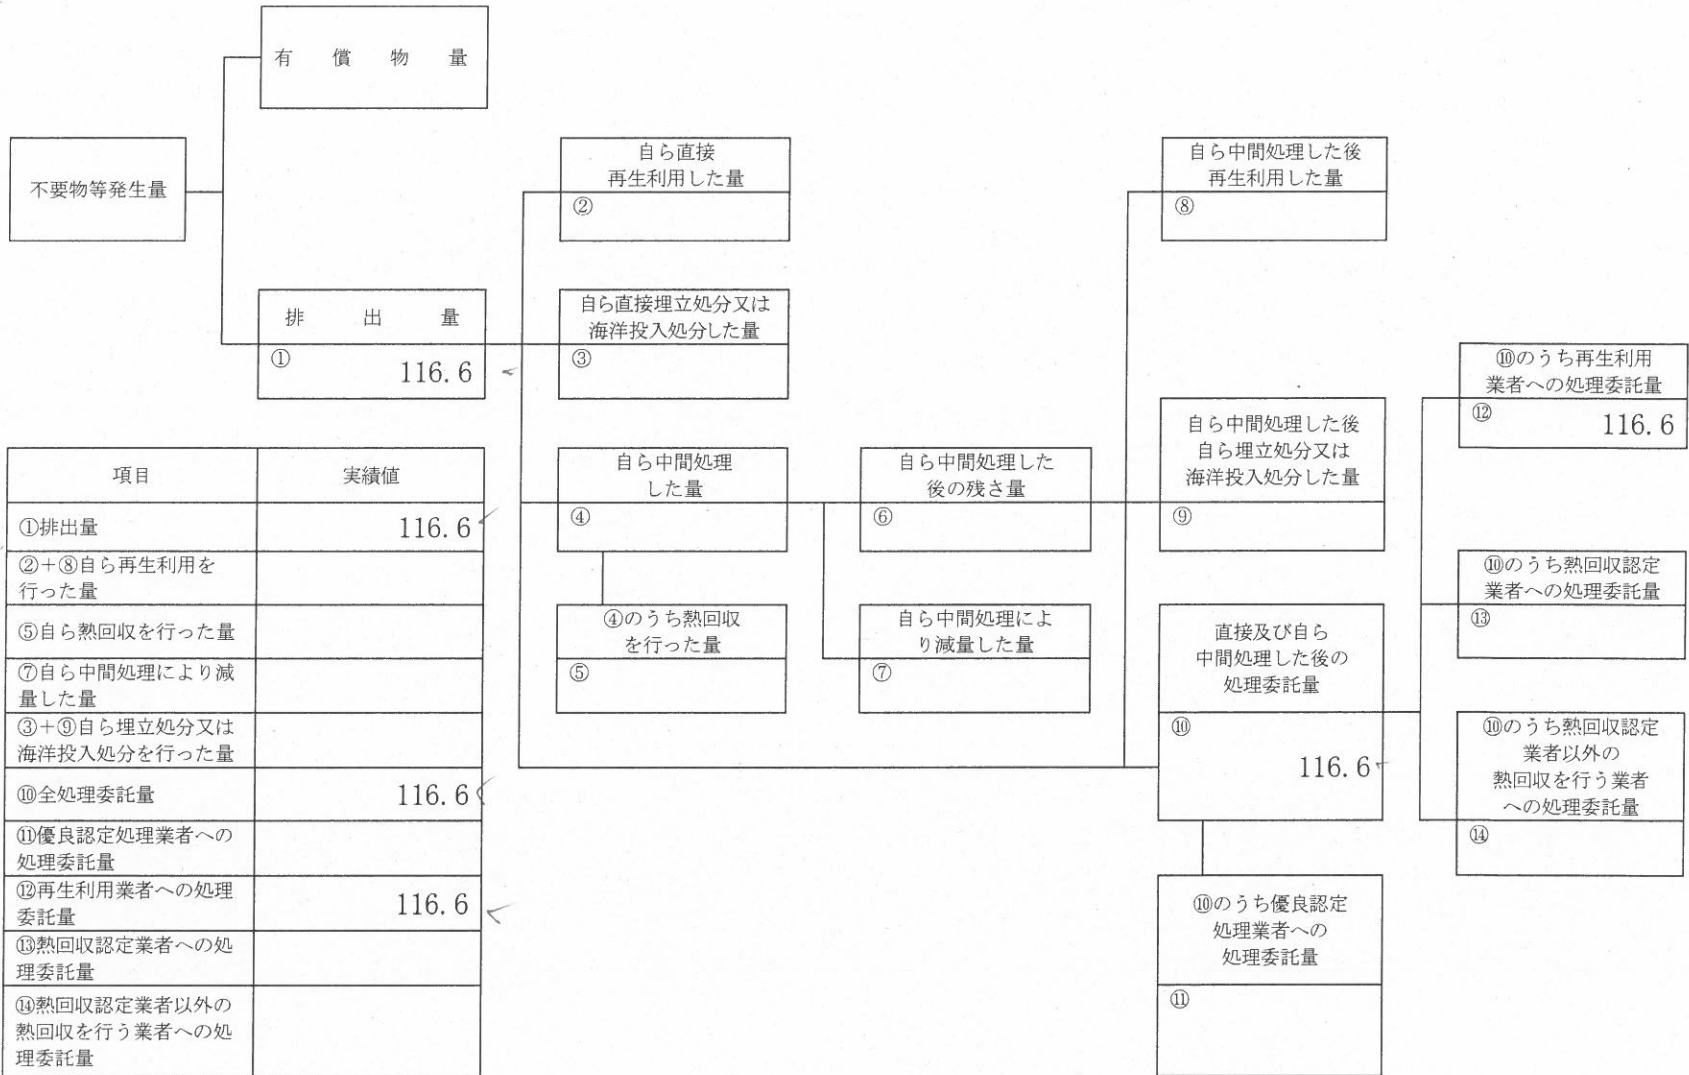 有償物量
不要物等発生量
排出量
①
116.6
自ら直接
再生利用した量
②
自ら直接埋立処分又は
海洋投入処分した量
③
自ら中間処理
した量
④
④のうち熱回収
を行った量
⑤
自ら中間処理した
後の残さ量
⑥
自ら中間処理によ
り減量した量
⑦
自ら中間処理した後
再生利用した量
⑧
自ら中間処理した後
自ら埋立処分又は
海洋投入処分した量
⑨
直接及び自ら
中間処理した後の
処理委託量
⑩
116.6
⑩のうち優良認定
処理業者への
処理委託量
⑪
⑩のうち再生利用
業者への処理委託量
⑫
116.6
⑩のうち熱回収認定
業者への処理委託量
⑬
⑩のうち熱回収認定
業者以外の
熱回収を行う業者
への処理委託量
⑭
項目
実績値
①排出量
116.6
②+⑧自ら再生利用を
行った量
⑤自ら熱回収を行った量
⑦自ら中間処理により減
量した量
③+⑨自ら埋立処分又は
海洋投入処分を行った量
⑩全処理委託量
116.6
⑪優良認定処理業者への
処理委託量
⑫再生利用業者への処理
委託量
116.6
⑬熱回収認定業者への処
理委託量
⑭熱回収認定業者以外の
熱回収を行う業者への処
理委託量